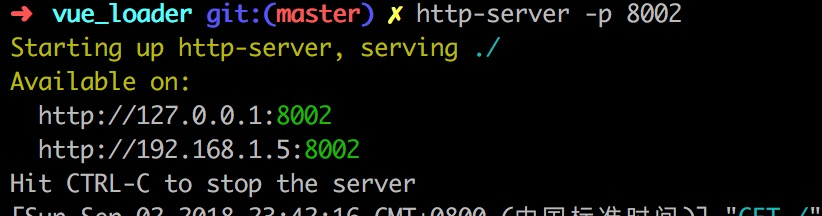 ➜ vue_loader git:(master) ✗ http-server -p 8002
Starting up http-server, serving ./
Available on:
  http://127.0.0.1:8002
  http://192.168.1.5:8002
Hit CTRL-C to stop the server
[Sun Sep 02 2018 23:42:16 GMT+0800 (中国标准时间)] "GET /"